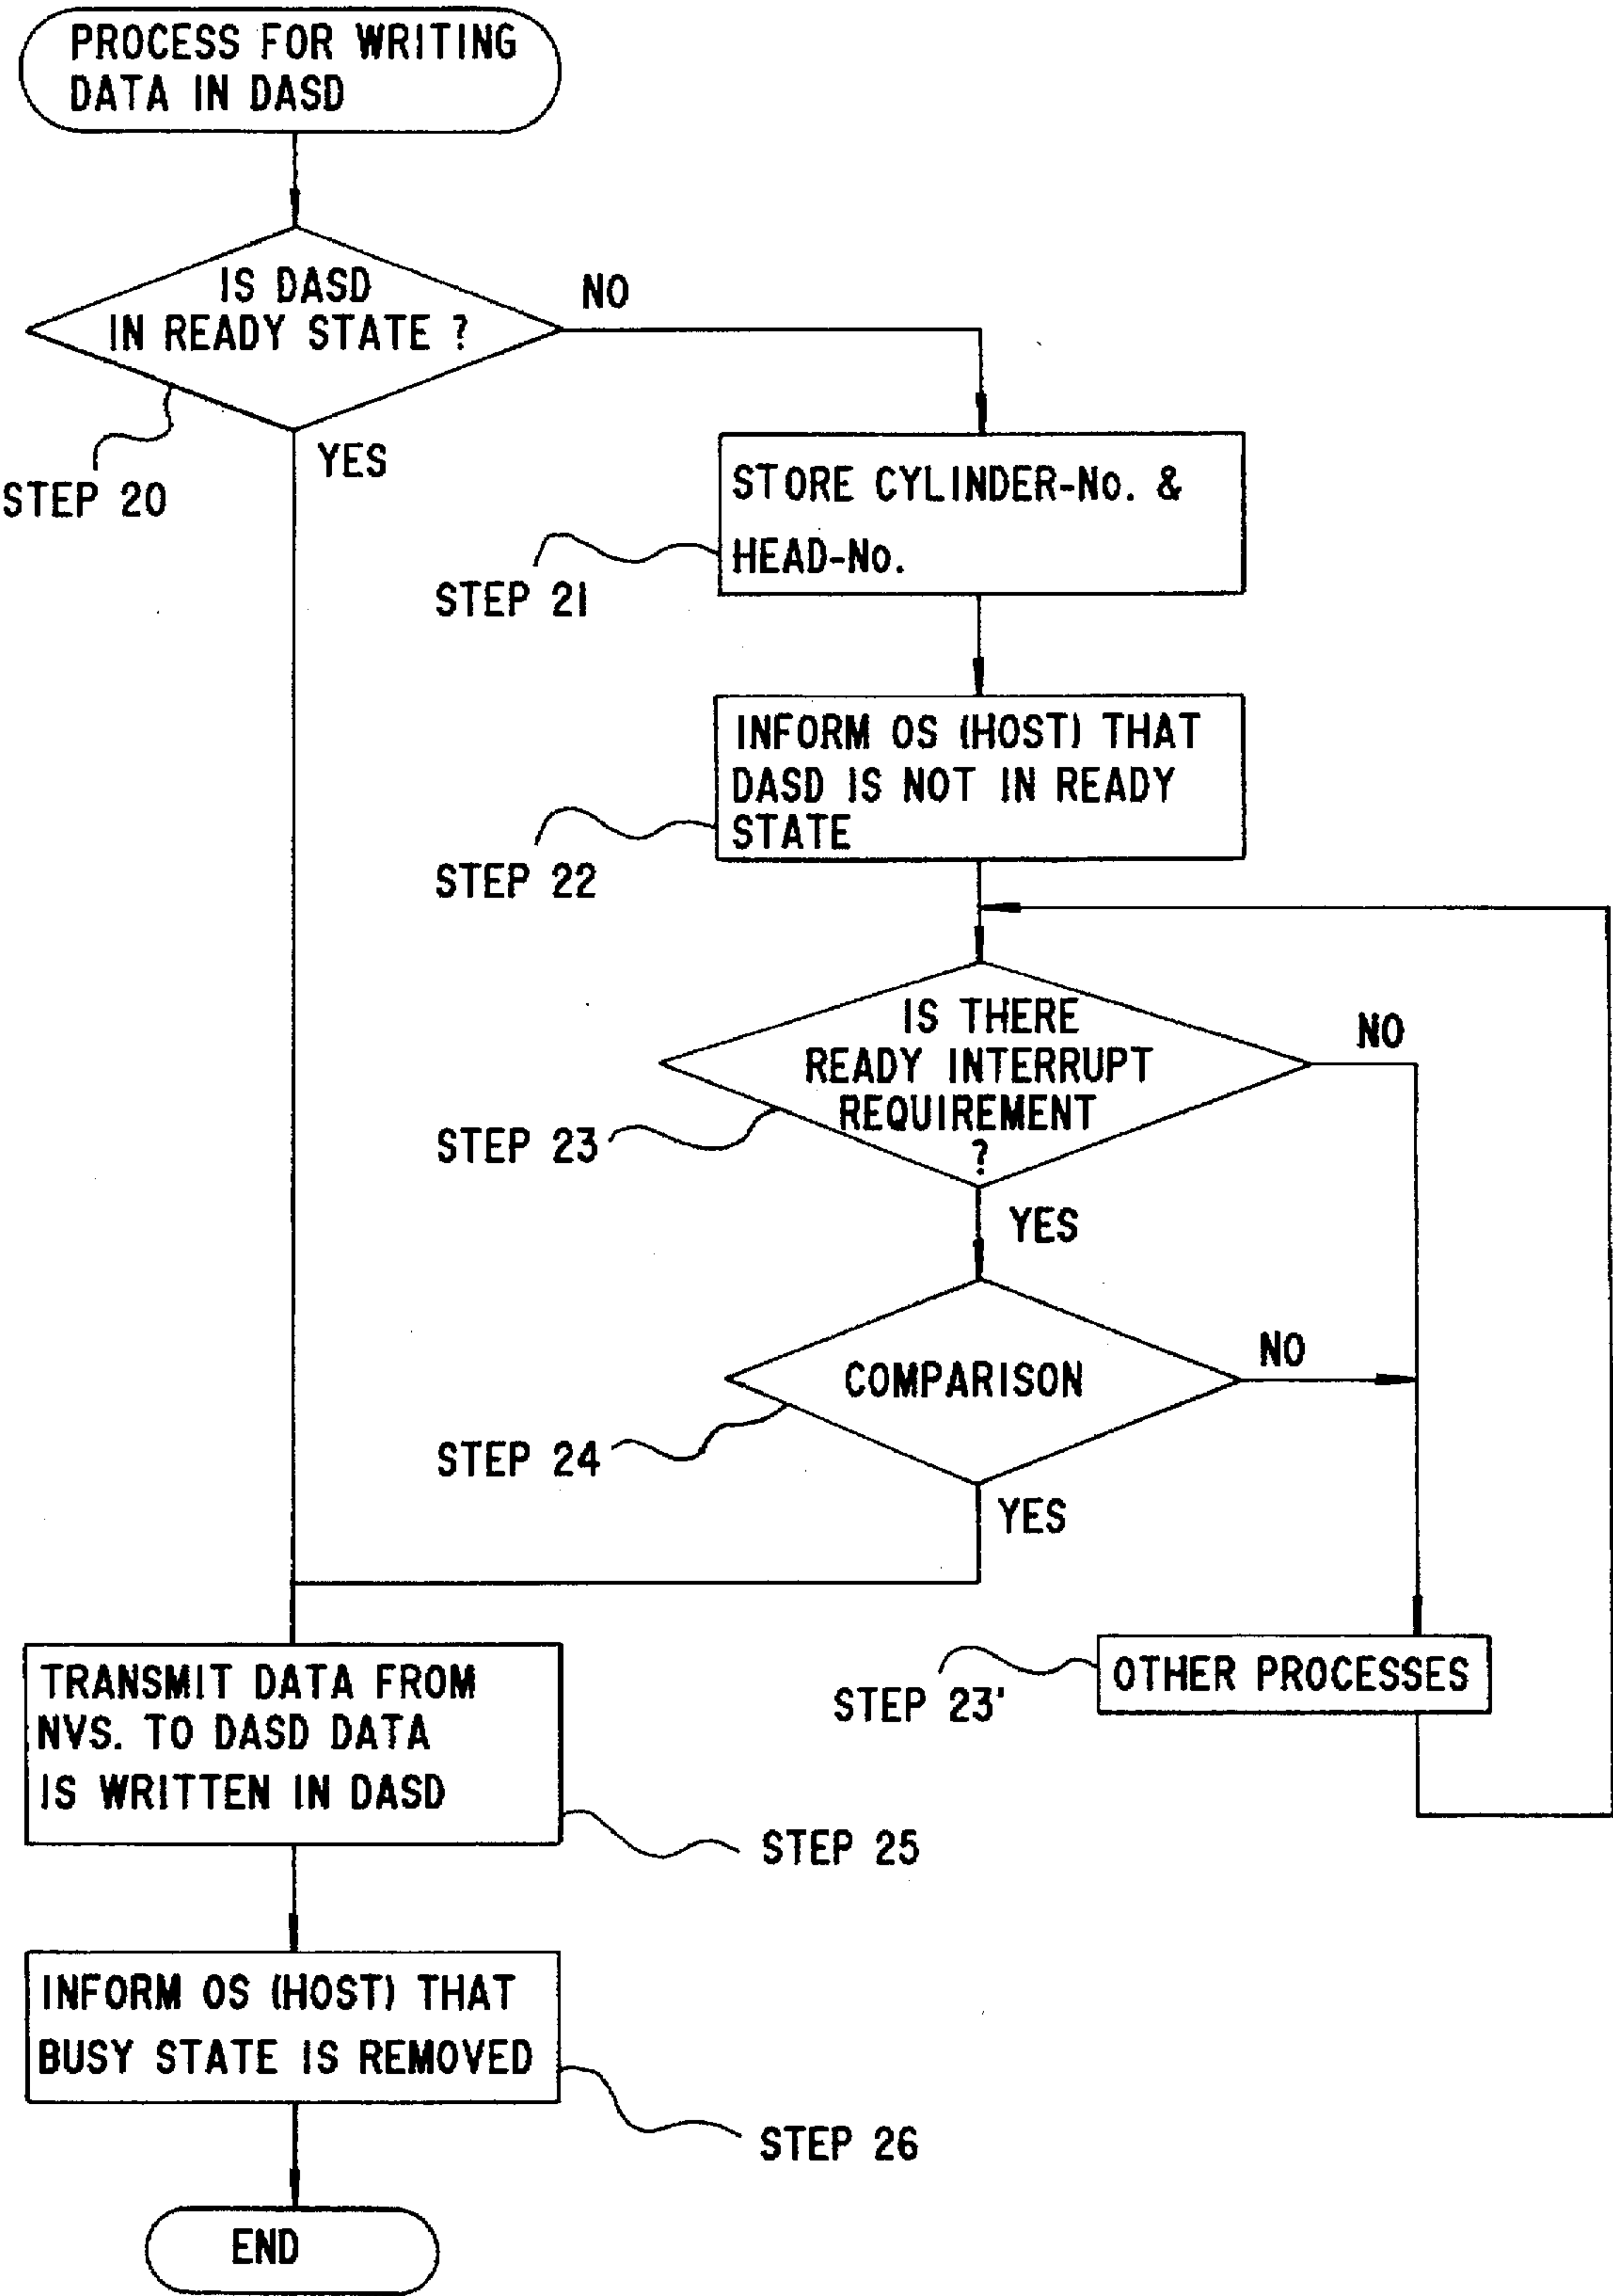 PROCESS FOR WRITING
DATA IN DASD
IS DASD
IN READY STATE ?
NO
YES
STEP 20
STORE CYLINDER-No. &
HEAD-No.
STEP 21
INFORM OS (HOST) THAT
DASD IS NOT IN READY
STATE
STEP 22
IS THERE
READY INTERRUPT
REQUIREMENT
?
NO
STEP 23
YES
COMPARISON
NO
STEP 24
YES
OTHER PROCESSES
STEP 23'
TRANSMIT DATA FROM
NVS. TO DASD DATA
IS WRITTEN IN DASD
STEP 25
INFORM OS (HOST) THAT
BUSY STATE IS REMOVED
STEP 26
END